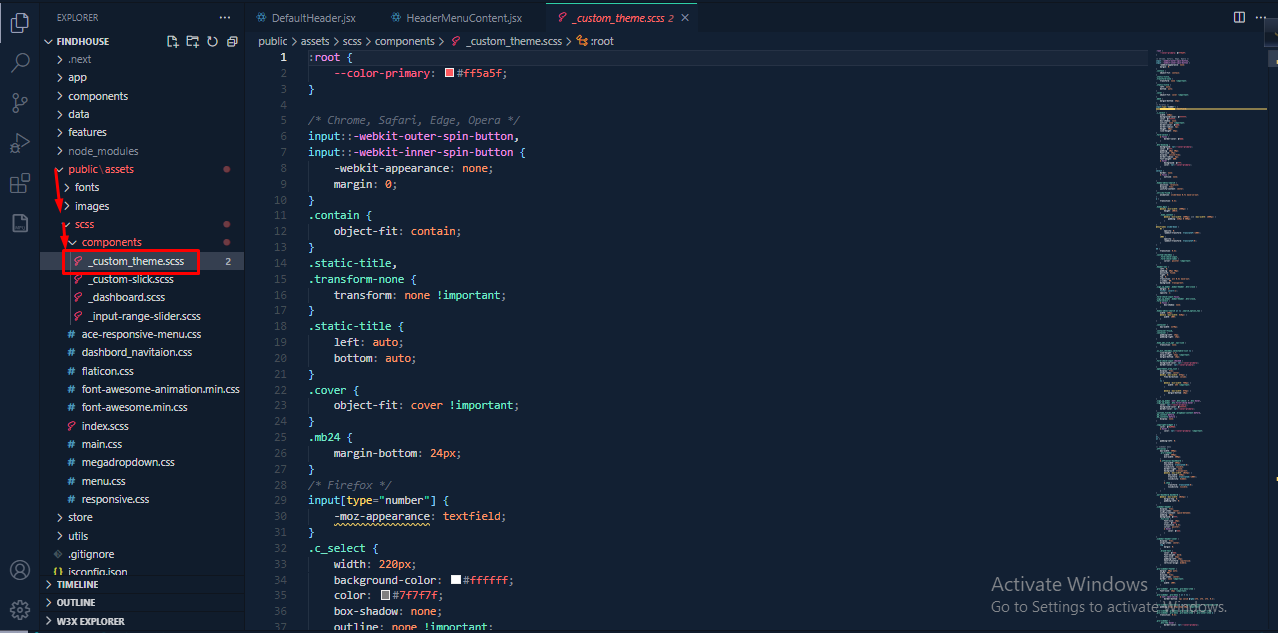 EXPLORER
FINDHOUSE
.next
app
components
data
features
node_modules
public\assets
fonts
images
scss
components
_custom_theme.scss 2
_custom-slick.scss
_dashboard.scss
_input-range-slider.scss
ace-responsive-menu.css
dashbord_navitaion.css
flaticon.css
font-awesome-animation.min.css
font-awesome.min.css
index.scss
main.css
megadropdown.css
menu.css
responsive.css
store
utils
.gitignore
jsconfig.json
TIMELINE
OUTLINE
W3X EXPLORER
DefaultHeader.jsx
HeaderMenuContent.jsx
_custom_theme.scss 2
public > assets > scss > components > _custom_theme.scss > :root
1 :root {
2 --color-primary: #ff5a5f;
3 }
4
5 /* Chrome, Safari, Edge, Opera */
6 input::-webkit-outer-spin-button,
7 input::-webkit-inner-spin-button {
8 -webkit-appearance: none;
9 margin: 0;
10 }
11 .contain {
12 object-fit: contain;
13 }
14 .static-title,
15 .transform-none {
16 transform: none !important;
17 }
18 .static-title {
19 left: auto;
20 bottom: auto;
21 }
22 .cover {
23 object-fit: cover !important;
24 }
25 .mb24 {
26 margin-bottom: 24px;
27 }
28 /* Firefox */
29 input[type="number"] {
30 -moz-appearance: textfield;
31 }
32 .c_select {
33 width: 220px;
34 background-color: #ffffff;
35 color: #7f7f7f;
36 box-shadow: none;
37 outline: none !important;
Activate Windows
Go to Settings to activate Windows.